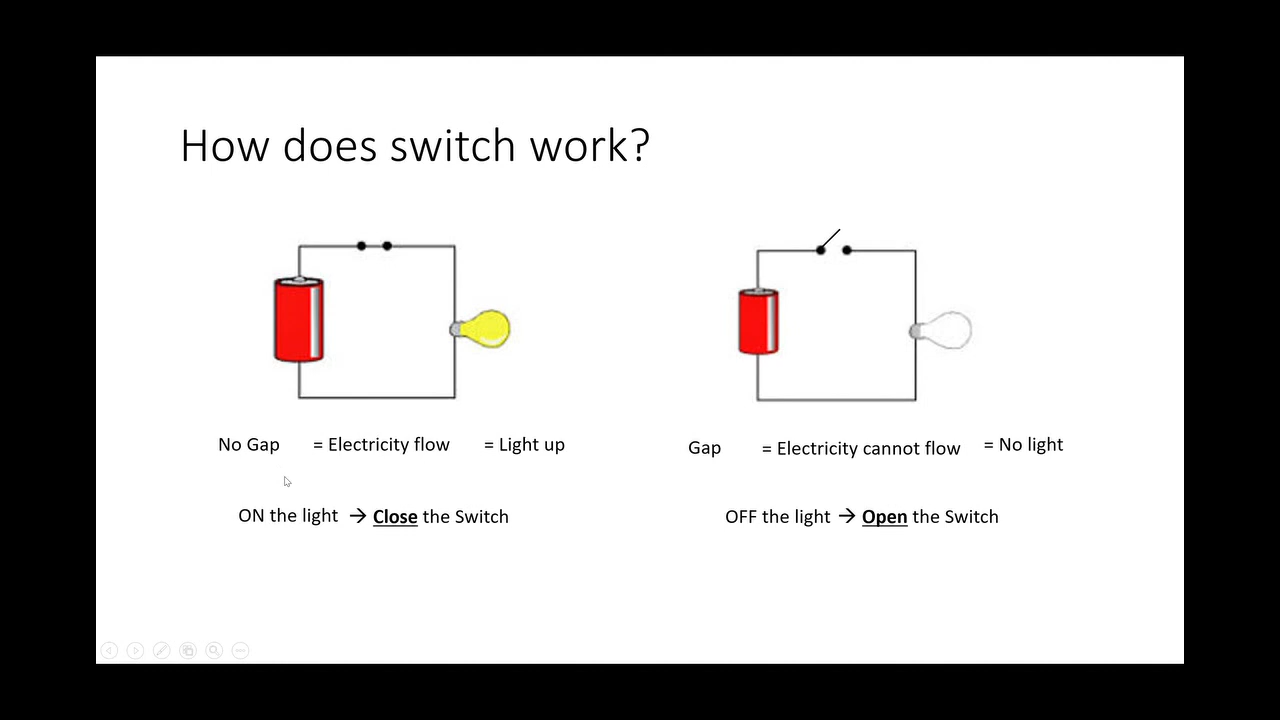 How does switch work?
No Gap = Electricity flow = Light up
Gap = Electricity cannot flow = No light
ON the light → Close the Switch
OFF the light → Open the Switch